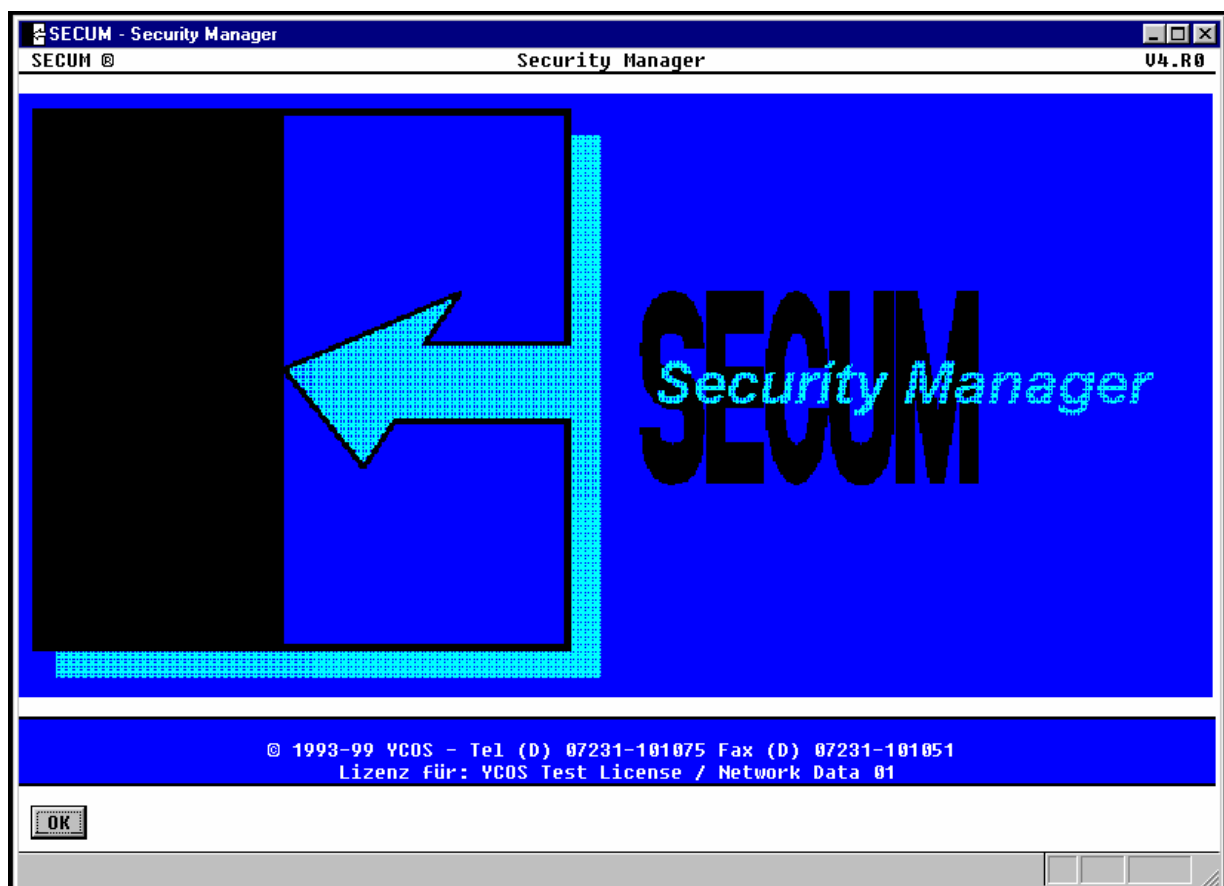 SECUM - Security Manager
SECUM ® Security Manager V4.R0
SECUM
Security Manager
© 1993-99 YCOS - Tel (D) 07231-101075 Fax (D) 07231-101051
Lizenz für: YCOS Test License / Network Data 01
OK